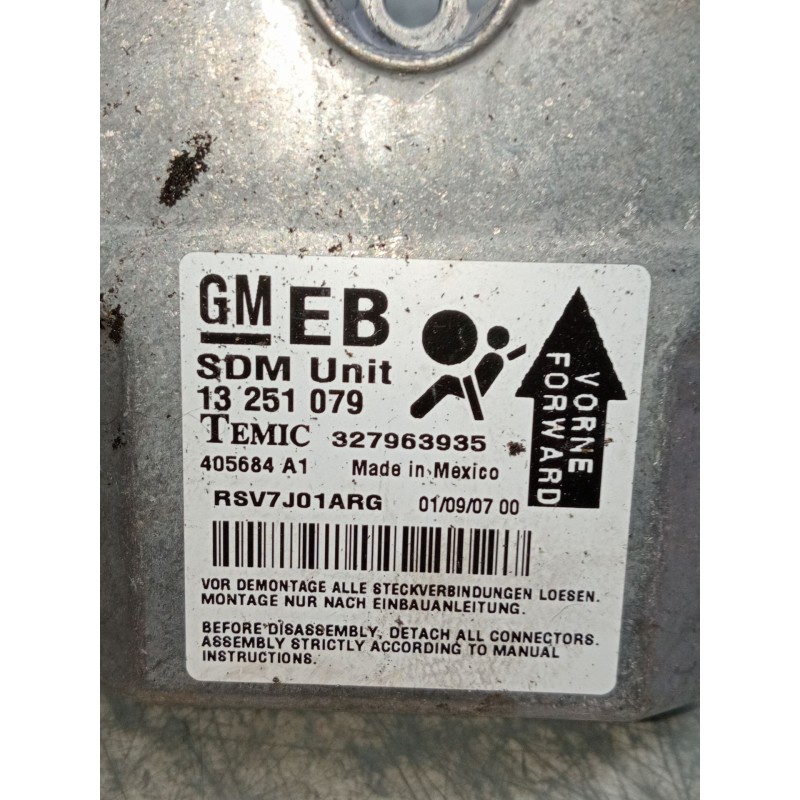 GM EB
SDM Unit
13 251 079
TEMIC 327963935
405684 A1 Made in Mexico
RSV7J01ARG 01/09/07 00
VORNE
FORWARD
VOR DEMONTAGE ALLE STECKVERBINDUNGEN LOESEN.
MONTAGE NUR NACH EINBAUANLEITUNG.
BEFORE DISASSEMBLY, DETACH ALL CONNECTORS.
ASSEMBLY STRICTLY ACCORDING TO MANUAL
INSTRUCTIONS.